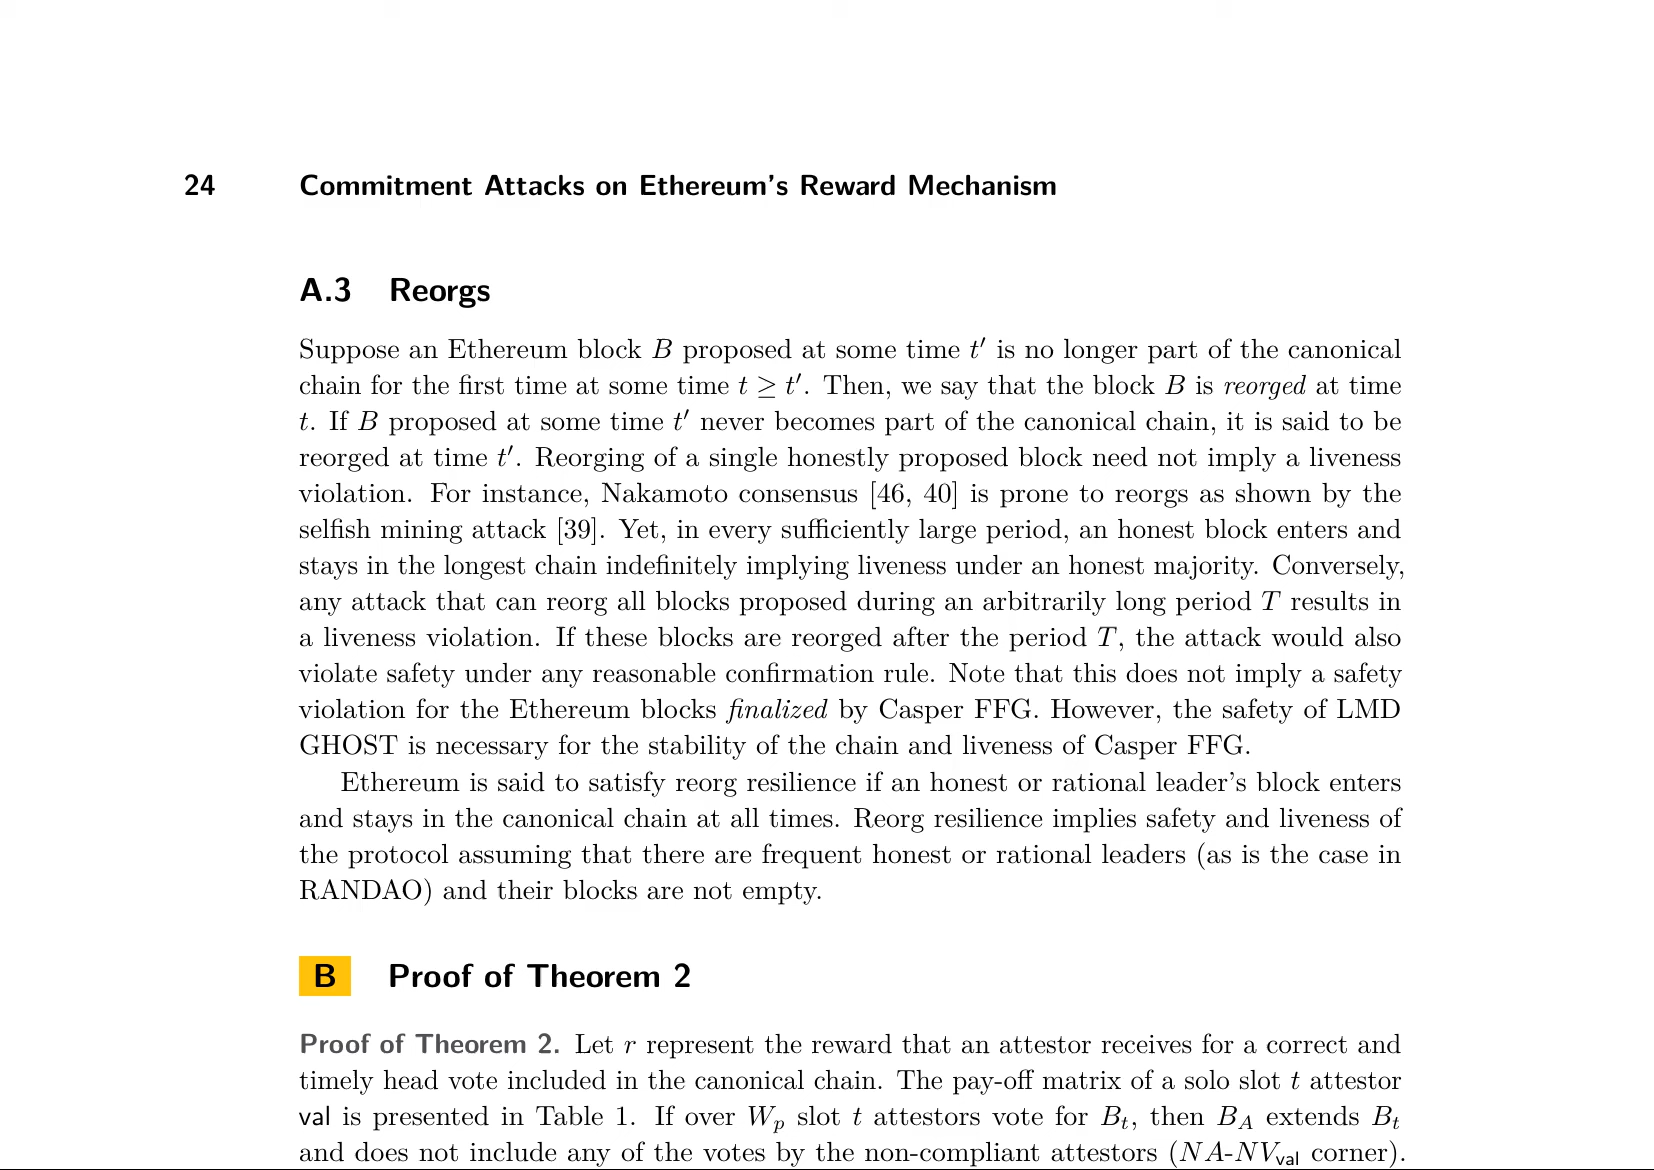 24 Commitment Attacks on Ethereum's Reward Mechanism
A.3 Reorgs
Suppose an Ethereum block B proposed at some time t′ is no longer part of the canonical
chain for the first time at some time t ≥ t′. Then, we say that the block B is reorged at time
t. If B proposed at some time t′ never becomes part of the canonical chain, it is said to be
reorged at time t′. Reorging of a single honestly proposed block need not imply a liveness
violation. For instance, Nakamoto consensus [46, 40] is prone to reorgs as shown by the
selfish mining attack [39]. Yet, in every sufficiently large period, an honest block enters and
stays in the longest chain indefinitely implying liveness under an honest majority. Conversely,
any attack that can reorg all blocks proposed during an arbitrarily long period T results in
a liveness violation. If these blocks are reorged after the period T, the attack would also
violate safety under any reasonable confirmation rule. Note that this does not imply a safety
violation for the Ethereum blocks finalized by Casper FFG. However, the safety of LMD
GHOST is necessary for the stability of the chain and liveness of Casper FFG.
Ethereum is said to satisfy reorg resilience if an honest or rational leader's block enters
and stays in the canonical chain at all times. Reorg resilience implies safety and liveness of
the protocol assuming that there are frequent honest or rational leaders (as is the case in
RANDAO) and their blocks are not empty.
B Proof of Theorem 2
Proof of Theorem 2. Let r represent the reward that an attestor receives for a correct and
timely head vote included in the canonical chain. The pay-off matrix of a solo slot t attestor
val is presented in Table 1. If over W_p slot t attestors vote for B_t, then B_A extends B_t
and does not include any of the votes by the non-compliant attestors (NA-NV_val corner).